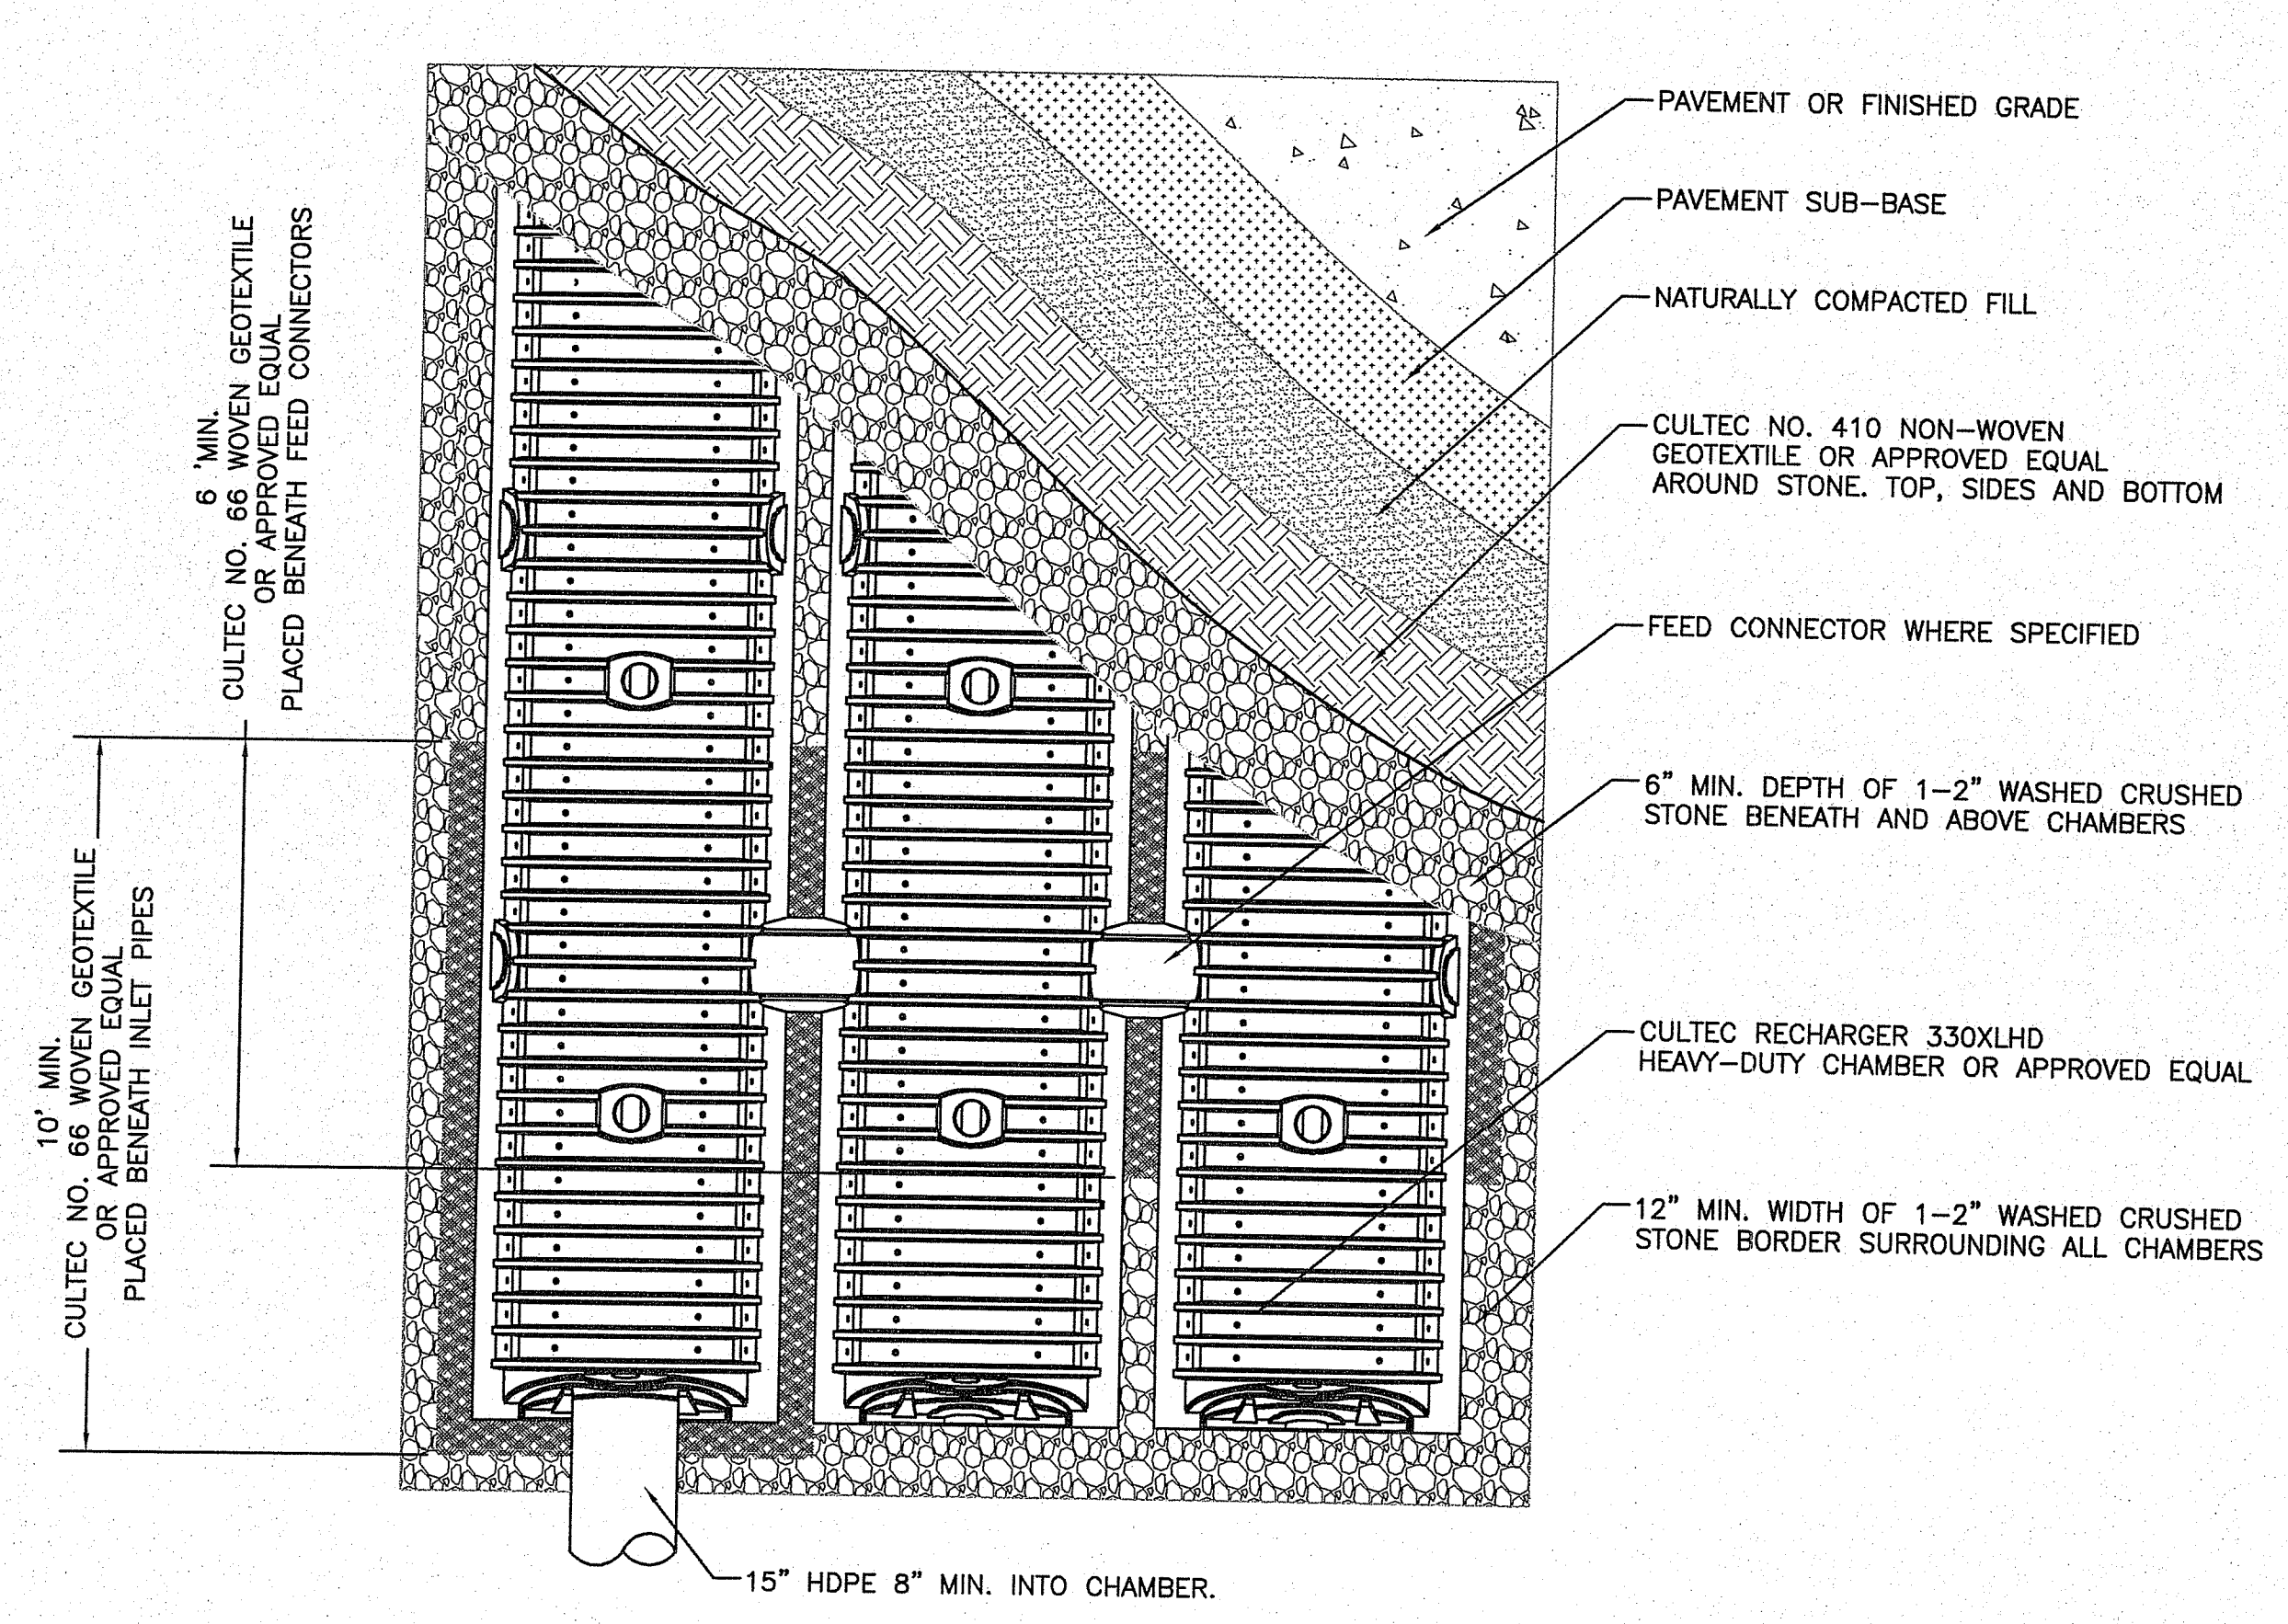 PAVEMENT OR FINISHED GRADE
PAVEMENT SUB-BASE
NATURALLY COMPACTED FILL
CULTEC NO. 410 NON-WOVEN
GEOTEXTILE OR APPROVED EQUAL
AROUND STONE. TOP, SIDES AND BOTTOM
FEED CONNECTOR WHERE SPECIFIED
6" MIN. DEPTH OF 1-2" WASHED CRUSHED
STONE BENEATH AND ABOVE CHAMBERS
CULTEC RECHARGER 330XLHD
HEAVY-DUTY CHAMBER OR APPROVED EQUAL
12" MIN. WIDTH OF 1-2" WASHED CRUSHED
STONE BORDER SURROUNDING ALL CHAMBERS
15" HDPE 8" MIN. INTO CHAMBER.
6 'MIN.
CULTEC NO. 66 WOVEN GEOTEXTILE
OR APPROVED EQUAL
PLACED BENEATH FEED CONNECTORS
10' MIN.
CULTEC NO. 66 WOVEN GEOTEXTILE
OR APPROVED EQUAL
PLACED BENEATH INLET PIPES